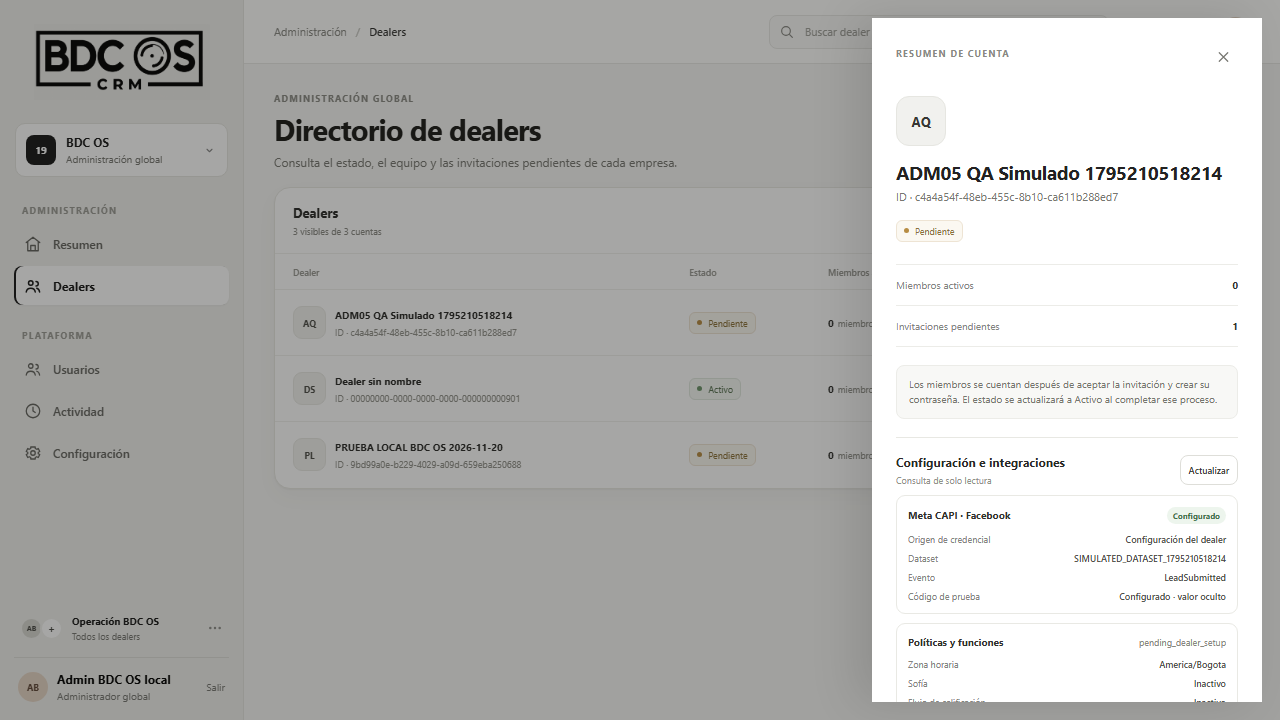 BDC OS
CRM
19
BDC OS
Administración global
ADMINISTRACIÓN
Resumen
Dealers
PLATAFORMA
Usuarios
Actividad
Configuración
AB
+
Operación BDC OS
Todos los dealers
AB
Admin BDC OS local
Administrador global
Salir
Administración / Dealers
Buscar dealer
ADMINISTRACIÓN GLOBAL
Directorio de dealers
Consulta el estado, el equipo y las invitaciones pendientes de cada empresa.
Dealers
3 visibles de 3 cuentas
Dealer Estado Miembros
AQ
ADM05 QA Simulado 1795210518214
ID · c4a4a54f-48eb-455c-8b10-ca611b288ed7
Pendiente
0
DS
Dealer sin nombre
ID · 00000000-0000-0000-0000-000000000901
Activo
0
PL
PRUEBA LOCAL BDC OS 2026-11-20
ID · 9bd99a0e-b229-4029-a09d-659eba250688
Pendiente
0
RESUMEN DE CUENTA
AQ
ADM05 QA Simulado 1795210518214
ID · c4a4a54f-48eb-455c-8b10-ca611b288ed7
Pendiente
Miembros activos 0
Invitaciones pendientes 1
Los miembros se cuentan después de aceptar la invitación y crear su
contraseña. El estado se actualizará a Activo al completar ese proceso.
Configuración e integraciones
Consulta de solo lectura
Actualizar
Meta CAPI · Facebook Configurado
Origen de credencial Configuración del dealer
Dataset SIMULATED_DATASET_1795210518214
Evento LeadSubmitted
Código de prueba Configurado · valor oculto
Políticas y funciones pending_dealer_setup
Zona horaria America/Bogota
Sofía Inactivo